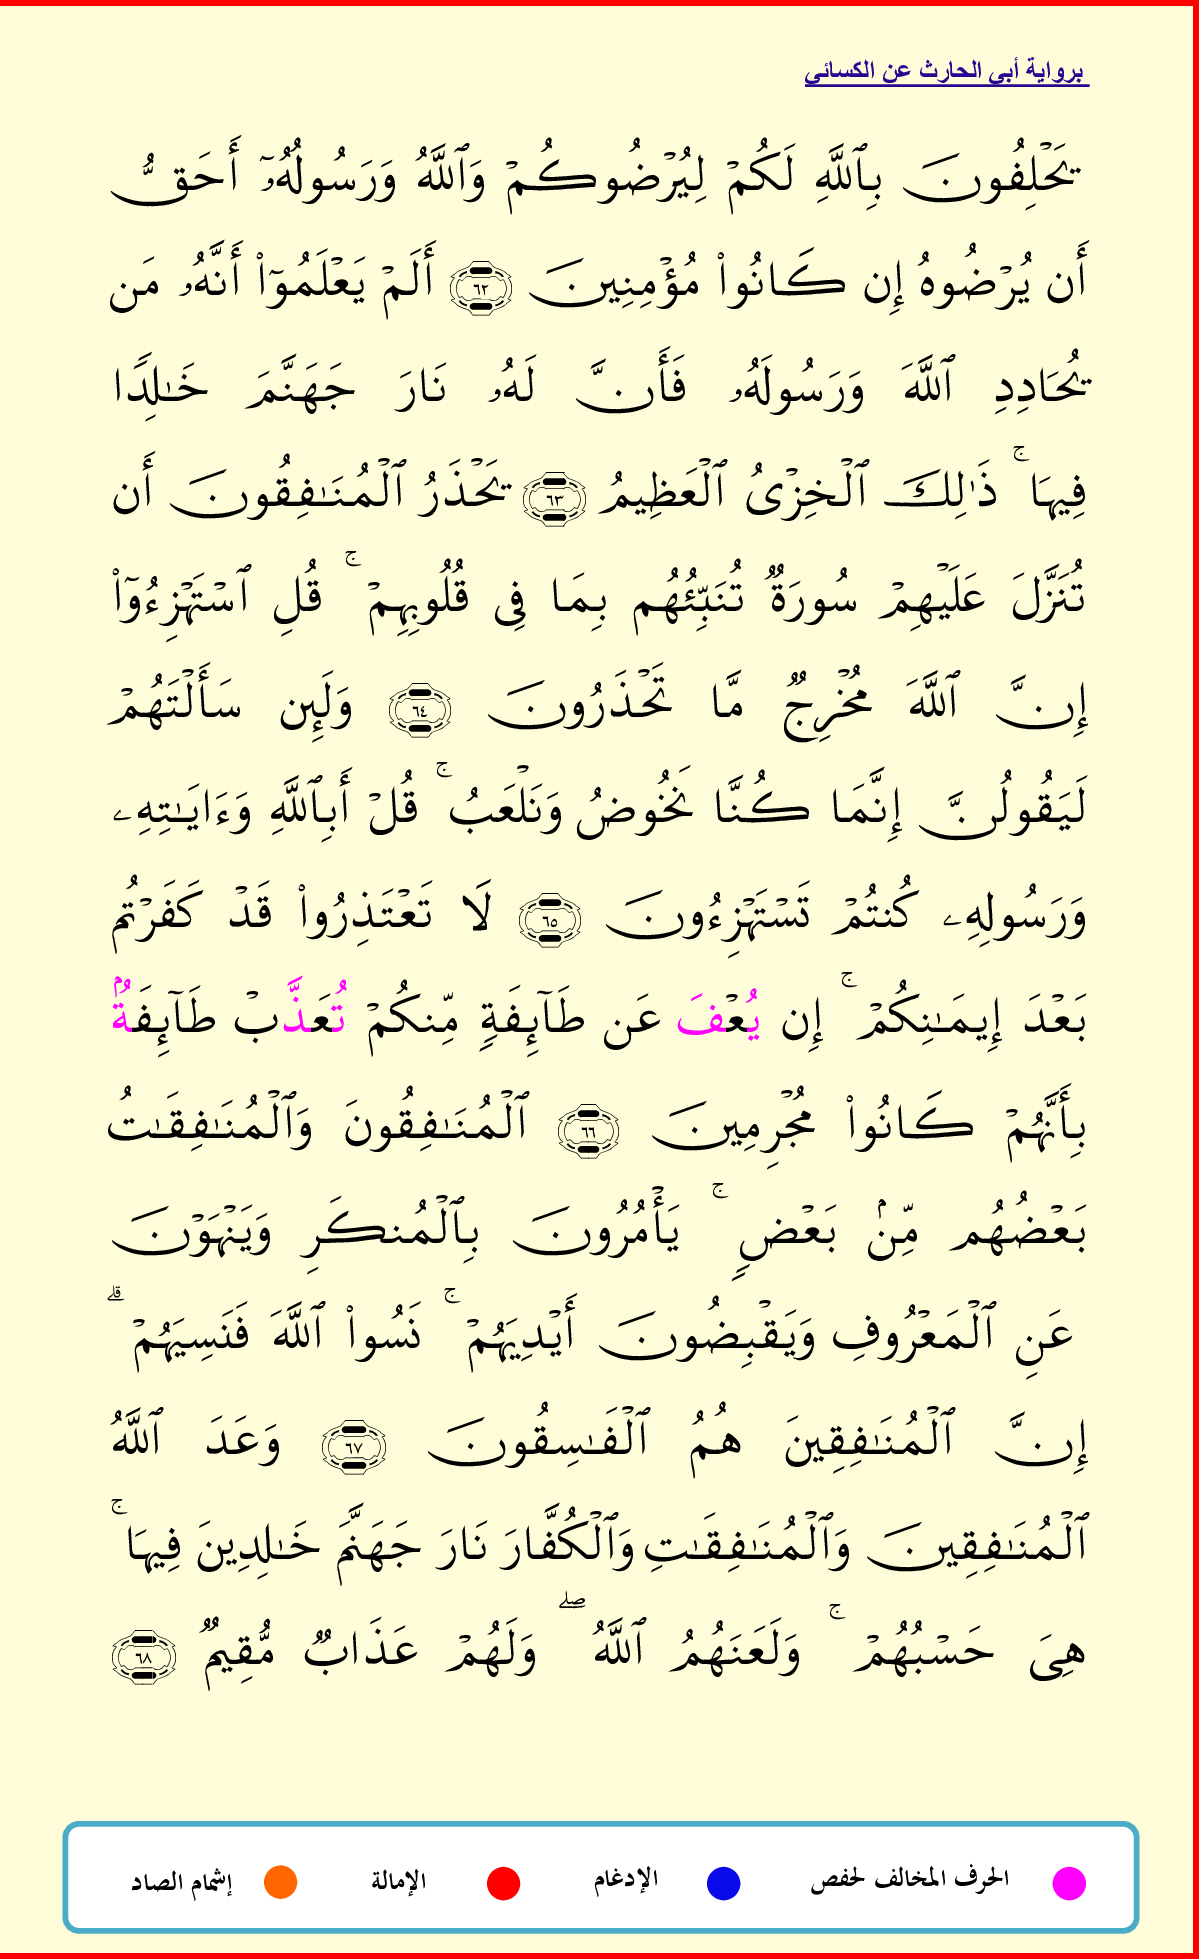 برواية أبي الحارث عن الكسائي
يَحۡلِفُونَ بِٱللَّهِ لَكُمۡ لِيُرۡضُوكُمۡ وَٱللَّهُ وَرَسُولُهُۥٓ أَحَقُّ
أَن يُرۡضُوهُ إِن كَانُواْ مُؤۡمِنِينَ ٦٢ أَلَمۡ يَعۡلَمُوٓاْ أَنَّهُۥ مَن
يُحَادِدِ ٱللَّهَ وَرَسُولَهُۥ فَأَنَّ لَهُۥ نَارَ جَهَنَّمَ خَٰلِدًا
فِيهَاۚ ذَٰلِكَ ٱلۡخِزۡيُ ٱلۡعَظِيمُ ٦٣ يَحۡذَرُ ٱلۡمُنَٰفِقُونَ أَن
تُنَزَّلَ عَلَيۡهِمۡ سُورَةٞ تُنَبِّئُهُم بِمَا فِي قُلُوبِهِمۡۚ قُلِ ٱسۡتَهۡزِءُوٓاْ
إِنَّ ٱللَّهَ مُخۡرِجٞ مَّا تَحۡذَرُونَ ٦٤ وَلَئِن سَأَلۡتَهُمۡ
لَيَقُولُنَّ إِنَّمَا كُنَّا نَخُوضُ وَنَلۡعَبُۚ قُلۡ أَبِٱللَّهِ وَءَايَٰتِهِۦ
وَرَسُولِهِۦ كُنتُمۡ تَسۡتَهۡزِءُونَ ٦٥ لَا تَعۡتَذِرُواْ قَدۡ كَفَرۡتُم
بَعۡدَ إِيمَٰنِكُمۡۚ إِن يُعۡفَ عَن طَآئِفَةٖ مِّنكُمۡ تُعَذَّبۡ طَآئِفَةُۢ
بِأَنَّهُمۡ كَانُواْ مُجۡرِمِينَ ٦٦ ٱلۡمُنَٰفِقُونَ وَٱلۡمُنَٰفِقَٰتُ
بَعۡضُهُم مِّنۢ بَعۡضٖۚ يَأۡمُرُونَ بِٱلۡمُنكَرِ وَيَنۡهَوۡنَ
عَنِ ٱلۡمَعۡرُوفِ وَيَقۡبِضُونَ أَيۡدِيَهُمۡۚ نَسُواْ ٱللَّهَ فَنَسِيَهُمۡۗ
إِنَّ ٱلۡمُنَٰفِقِينَ هُمُ ٱلۡفَٰسِقُونَ ٦٧ وَعَدَ ٱللَّهُ
ٱلۡمُنَٰفِقِينَ وَٱلۡمُنَٰفِقَٰتِ وَٱلۡكُفَّارَ نَارَ جَهَنَّمَ خَٰلِدِينَ فِيهَاۚ
هِيَ حَسۡبُهُمۡۚ وَلَعَنَهُمُ ٱللَّهُۖ وَلَهُمۡ عَذَابٞ مُّقِيمٞ ٦٨
الحرف المخالف لحفص الإدغام الإمالة إشمام الصاد